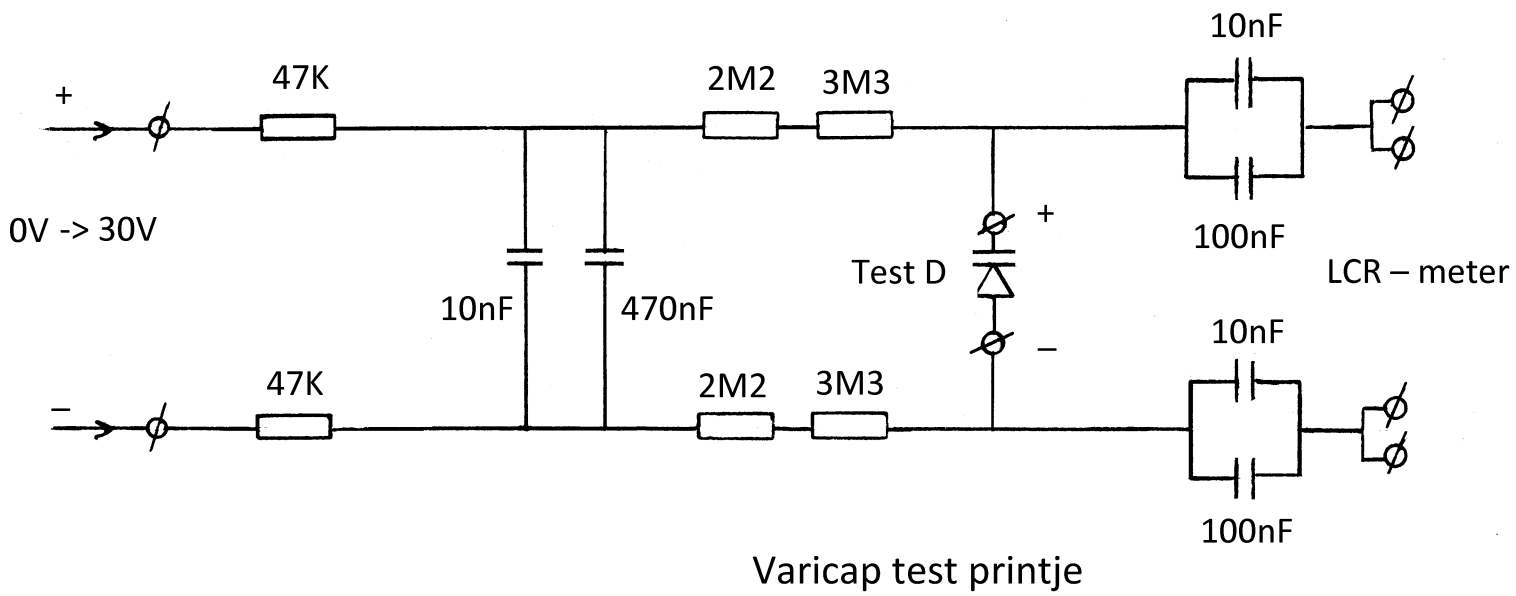 10nF
47K
2M2
3M3
+
+
0V -> 30V
100nF
Test D
LCR – meter
10nF
470nF
10nF
–
47K
2M2
3M3
–
100nF
Varicap test printje